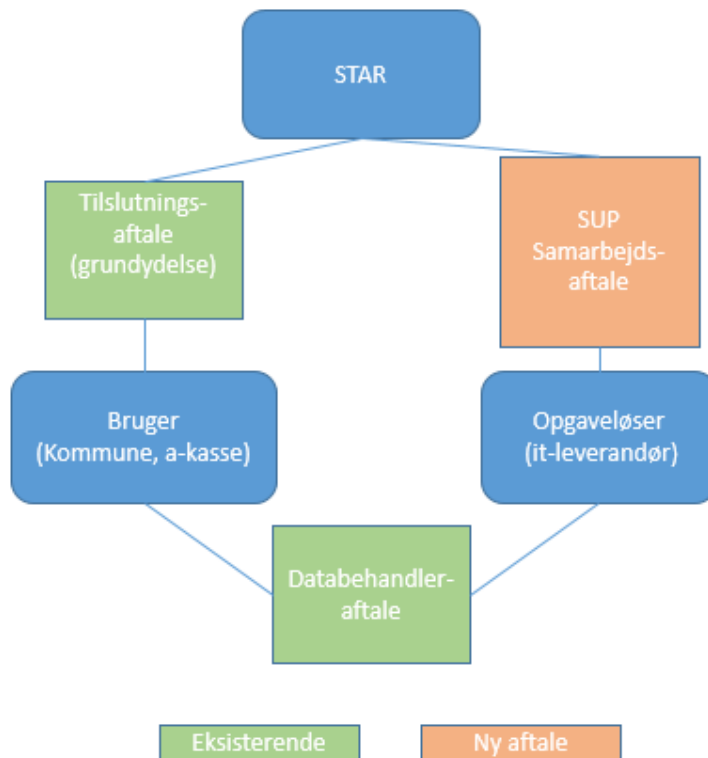 STAR
Tilslutnings-
aftale
(grundydelse)
SUP
Samarbejds-
aftale
Bruger
(Kommune, a-kasse)
Opgaveløser
(it-leverandør)
Databehandler-
aftale
Eksisterende
Ny aftale